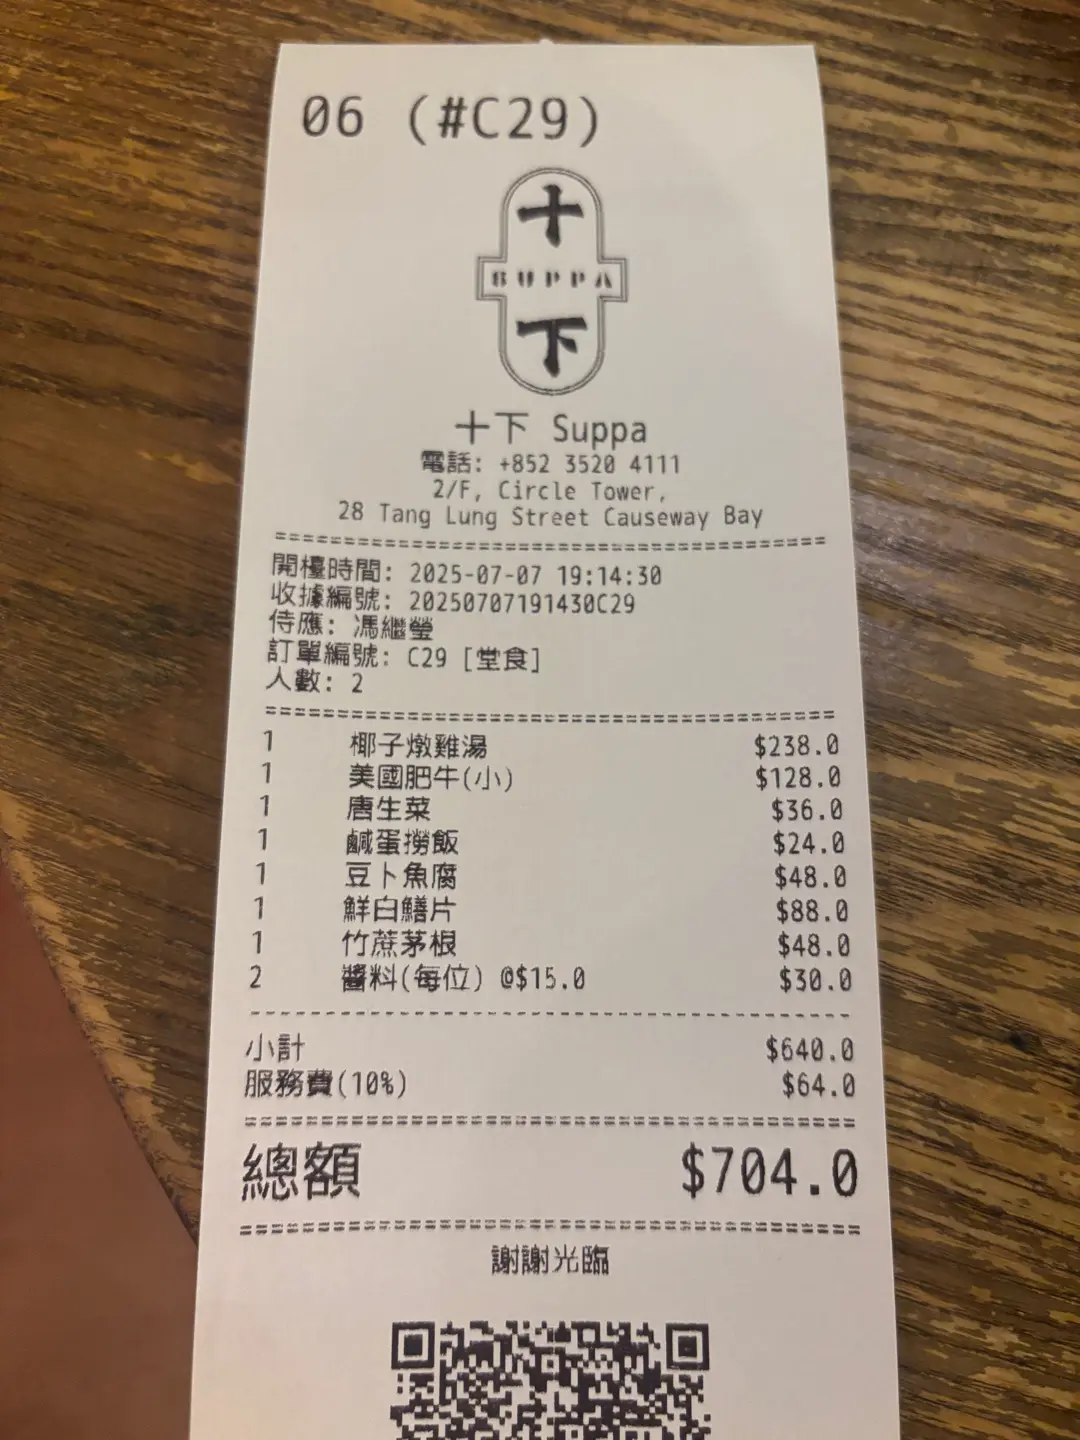 06 (#C29)
十
SUPPA
下
十下 Suppa
電話: +852 3520 4111
2/F, Circle Tower,
28 Tang Lung Street Causeway Bay
==================================================
開檯時間: 2025-07-07 19:14:30
收據編號: 20250707191430C29
侍應: 馮繼瑩
訂單編號: C29 [堂食]
人數: 2
==================================================
1 椰子燉雞湯 $238.0
1 美國肥牛(小) $128.0
1 唐生菜 $36.0
1 鹹蛋撈飯 $24.0
1 豆卜魚腐 $48.0
1 鮮白鱔片 $88.0
1 竹蔗茅根 $48.0
2 醬料(每位) @$15.0 $30.0
--------------------------------------------------
小計 $640.0
服務費(10%) $64.0
==================================================
總額 $704.0
==================================================
謝謝光臨